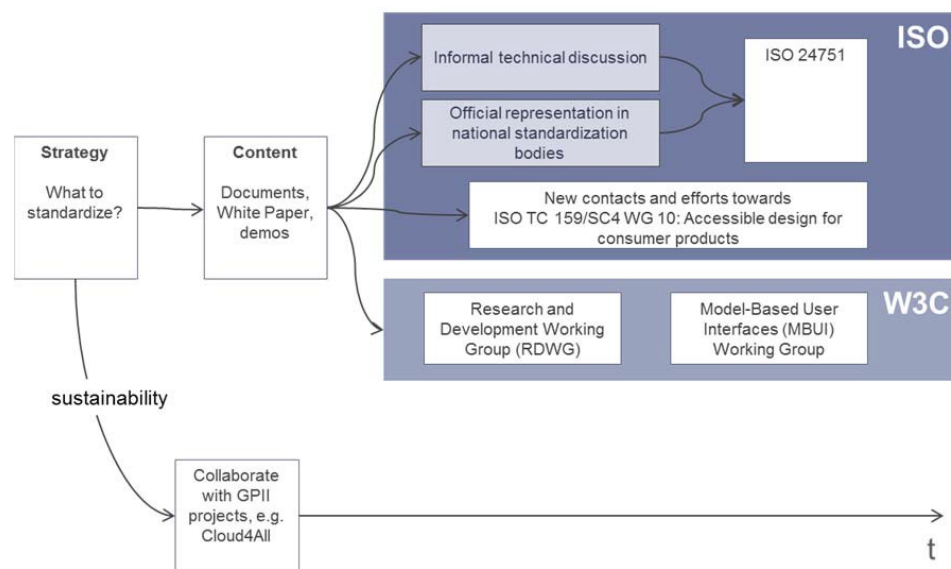 ISO
Informal technical discussion
ISO 24751
Official representation in
national standardization
bodies
Strategy
What to
standardize?
Content
Documents,
White Paper,
demos
New contacts and efforts towards
ISO TC 159/SC4 WG 10: Accessible design for
consumer products
W3C
Research and
Development Working
Group (RDWG)
Model-Based User
Interfaces (MBUI)
Working Group
sustainability
Collaborate
with GPII
projects, e.g.
Cloud4All
t